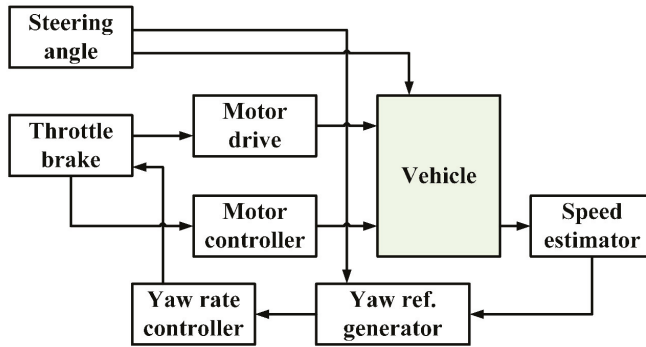 Steering
angle
Throttle
brake
Motor
drive
Vehicle
Motor
controller
Speed
estimator
Yaw rate
controller
Yaw ref.
generator